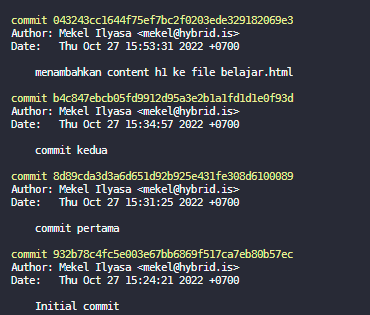 commit 043243cc1644f75ef7bc2f0203ede329182069e3
Author: Mekel Ilyasa <mekel@hybrid.is>
Date:   Thu Oct 27 15:53:31 2022 +0700
menambahkan content h1 ke file belajar.html
commit b4c847ebcb05fd9912d95a3e2b1a1fd1d1e0f93d
Author: Mekel Ilyasa <mekel@hybrid.is>
Date:   Thu Oct 27 15:34:57 2022 +0700
commit kedua
commit 8d89cda3d3a6d651d92b925e431fe308d6100089
Author: Mekel Ilyasa <mekel@hybrid.is>
Date:   Thu Oct 27 15:31:25 2022 +0700
commit pertama
commit 932b78c4fc5e003e67bb6869f517ca7eb80b57ec
Author: Mekel Ilyasa <mekel@hybrid.is>
Date:   Thu Oct 27 15:24:21 2022 +0700
Initial commit